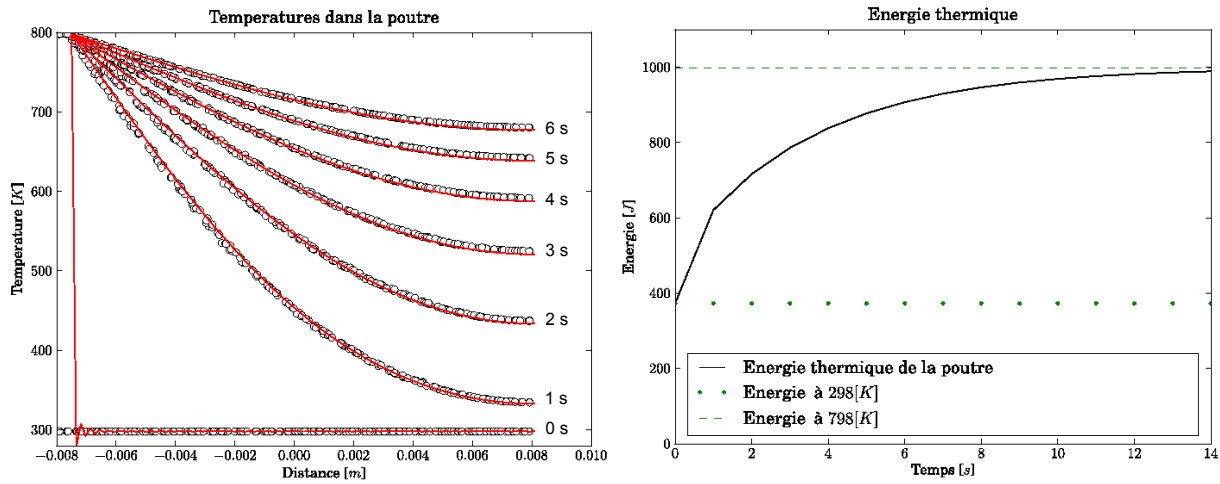 Temperatures dans la poutre
Temperature [K]
800
700
600
500
400
300
6 s
5 s
4 s
3 s
2 s
1 s
0 s
−0.008 −0.006 −0.004 −0.002 0.000 0.002 0.004 0.006 0.008 0.010
Distance [m]
Energie thermique
Energie [J]
1000
800
600
400
200
0
Energie thermique de la poutre
Energie à 298[K]
Energie à 798[K]
0 2 4 6 8 10 12 14
Temps [s]